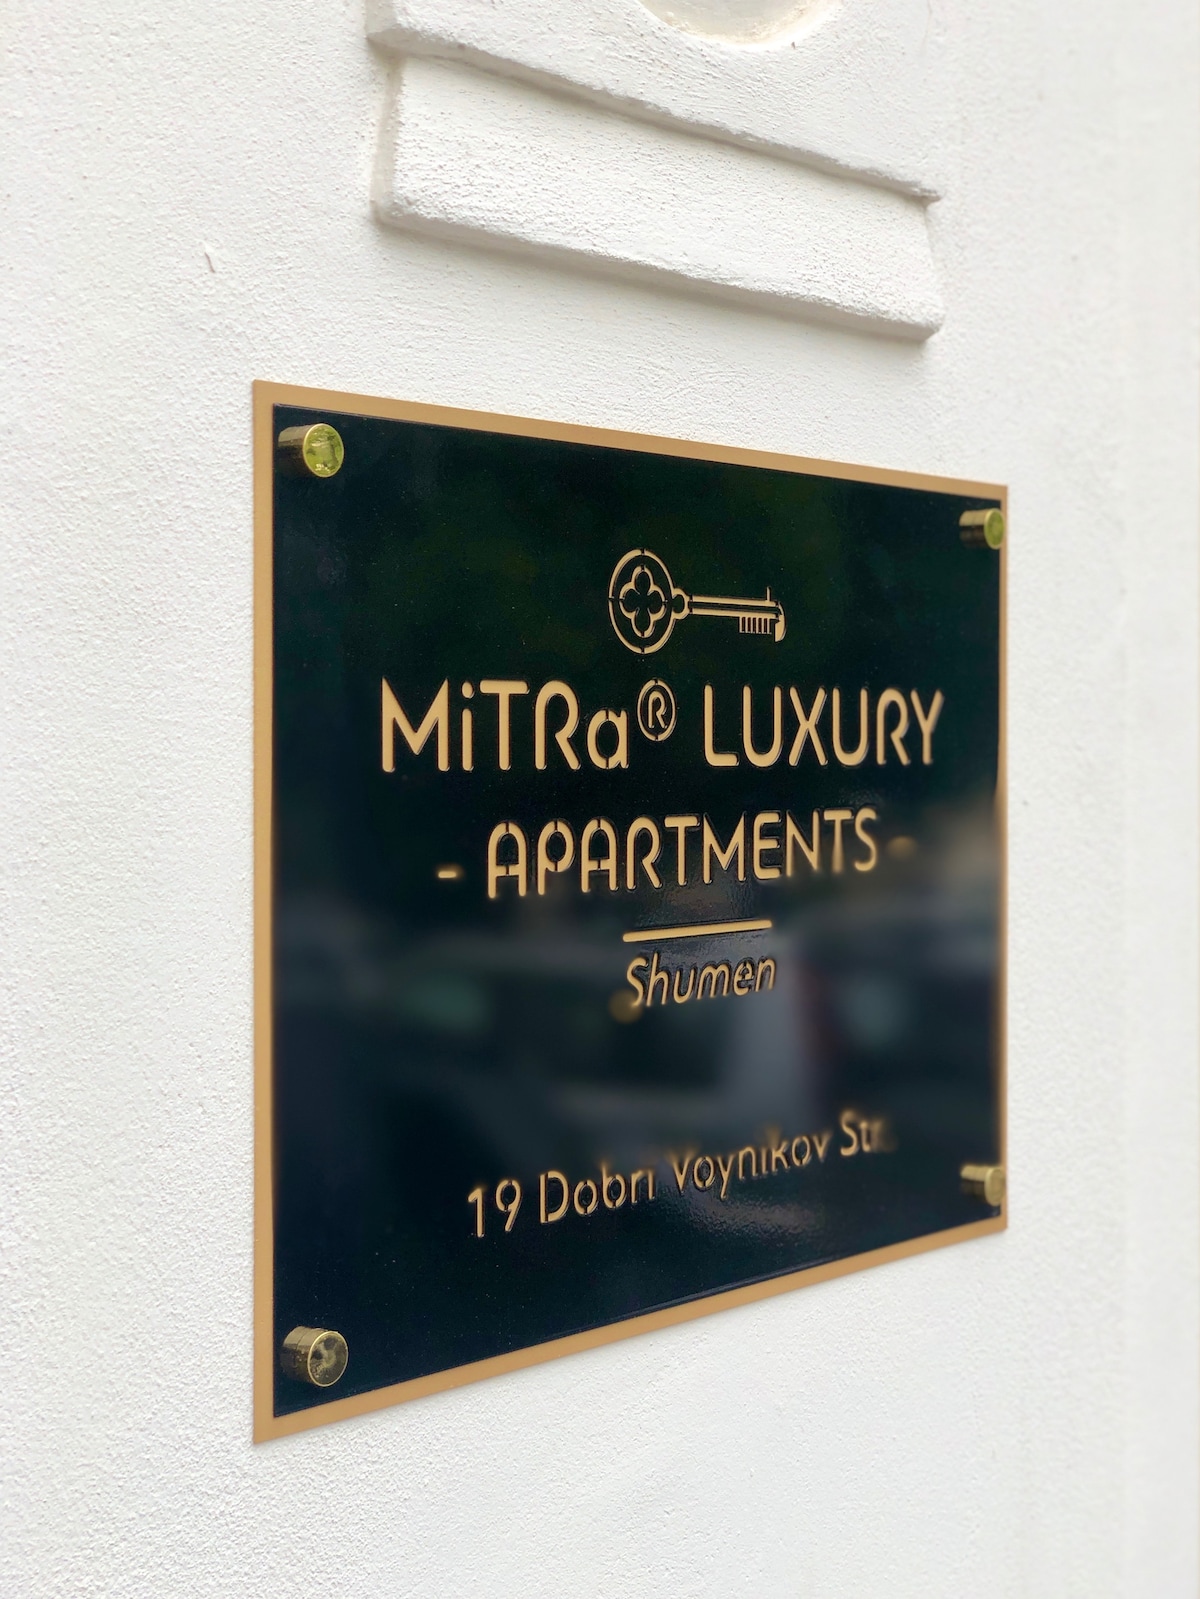 MiTRa® LUXURY
- APARTMENTS -
Shumen
19 Dobri Voynikov Str.